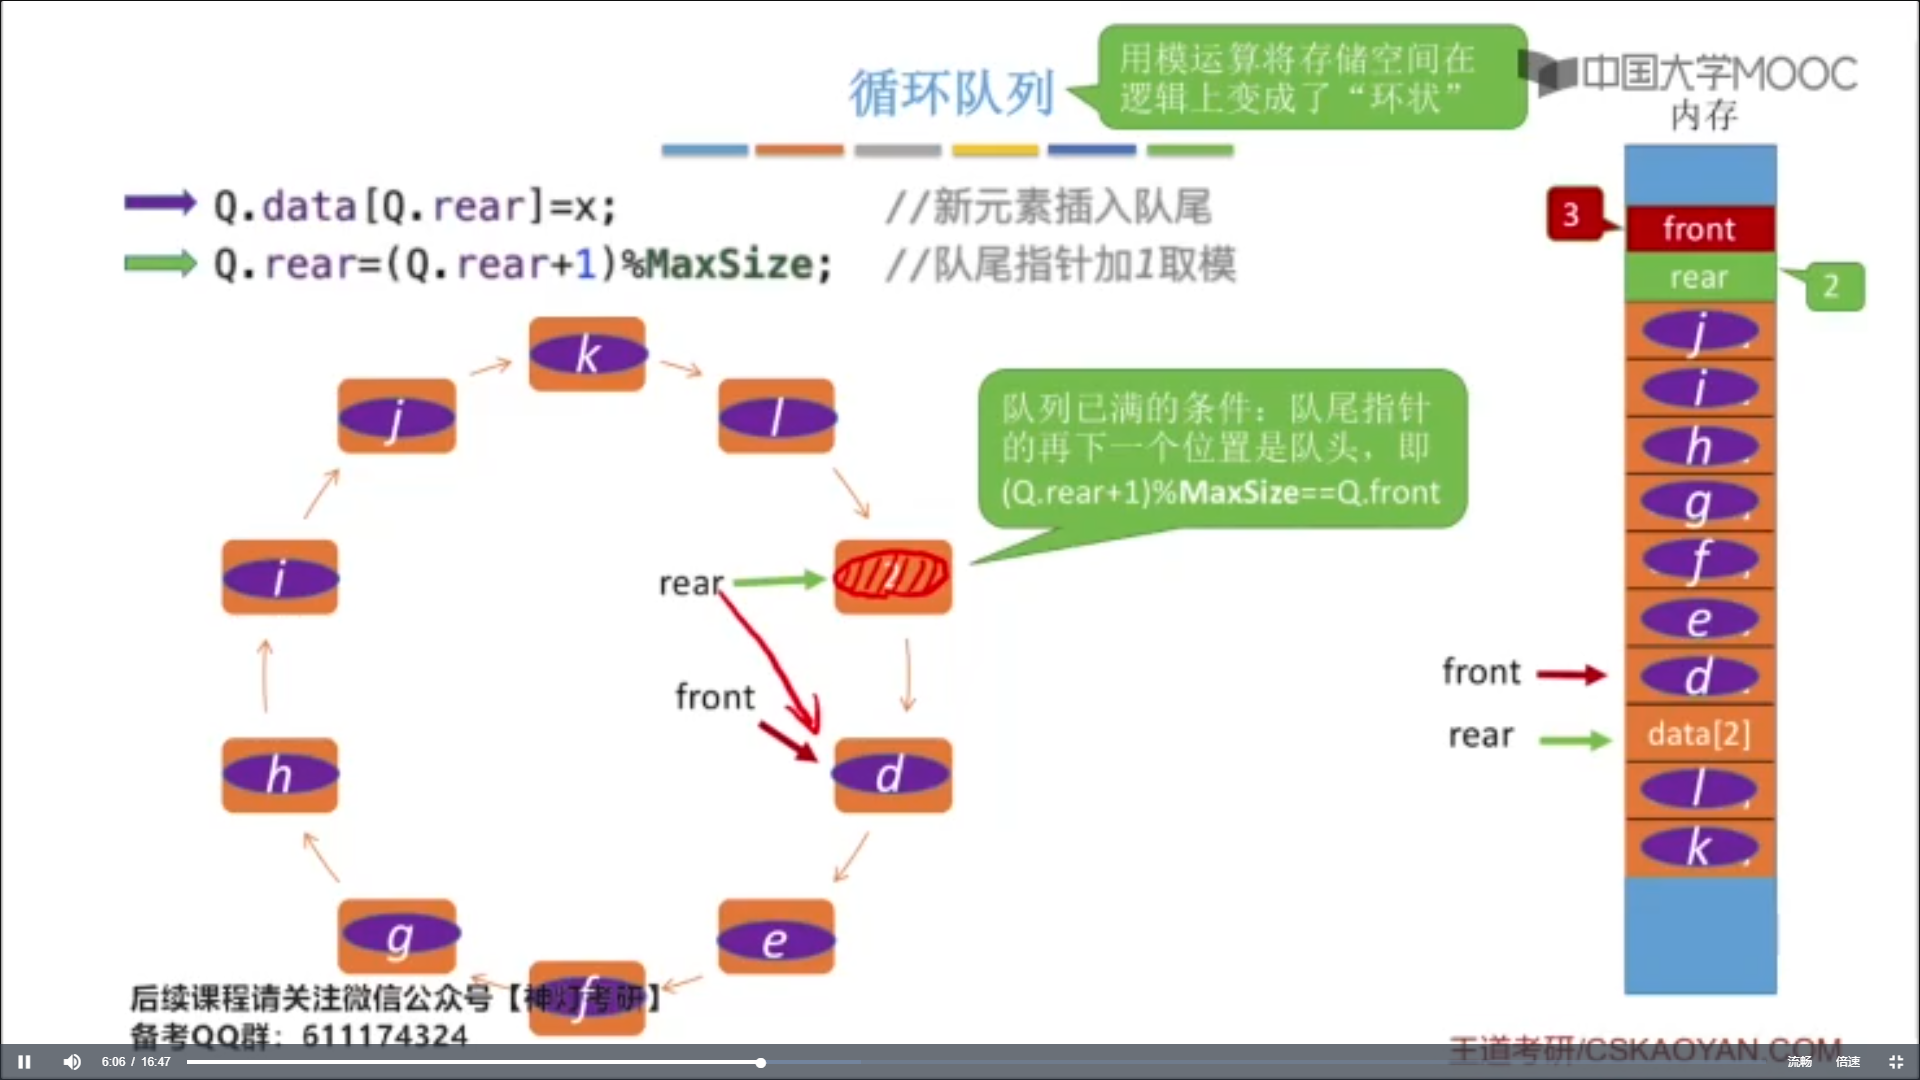 循环队列
用模运算将存储空间在
逻辑上变成了“环状”
中国大学MOOC
内存
Q.data[Q.rear]=x; //新元素插入队尾
Q.rear=(Q.rear+1)%MaxSize; //队尾指针加1取模
3
front
rear
2
j
i
h
g
f
e
front
d
rear
data[2]
l
k
k
j
l
队列已满的条件：队尾指针
的再下一个位置是队头，即
(Q.rear+1)%MaxSize==Q.front
i
rear
2
front
h
d
g
e
f
后续课程请关注微信公众号【神灯考研】
备考QQ群：611174324
王道考研/CSKAOYAN.COM
6:06 / 16:47
流畅
倍速